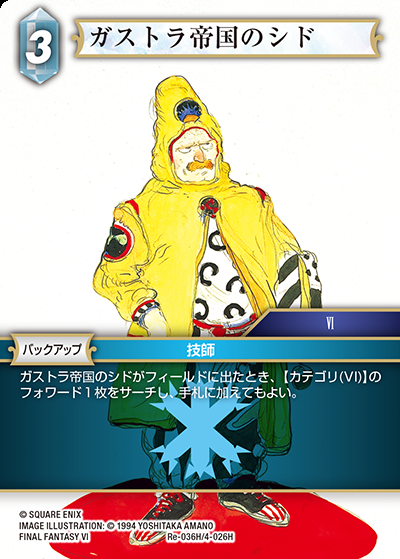 3
ガストラ帝国のシド
VI
バックアップ
技師
ガストラ帝国のシドがフィールドに出たとき、【カテゴリ(VI)】の
フォワード1枚をサーチし、手札に加えてもよい。
© SQUARE ENIX
IMAGE ILLUSTRATION: © 1994 YOSHITAKA AMANO
FINAL FANTASY VI
Re-036H/4-026H